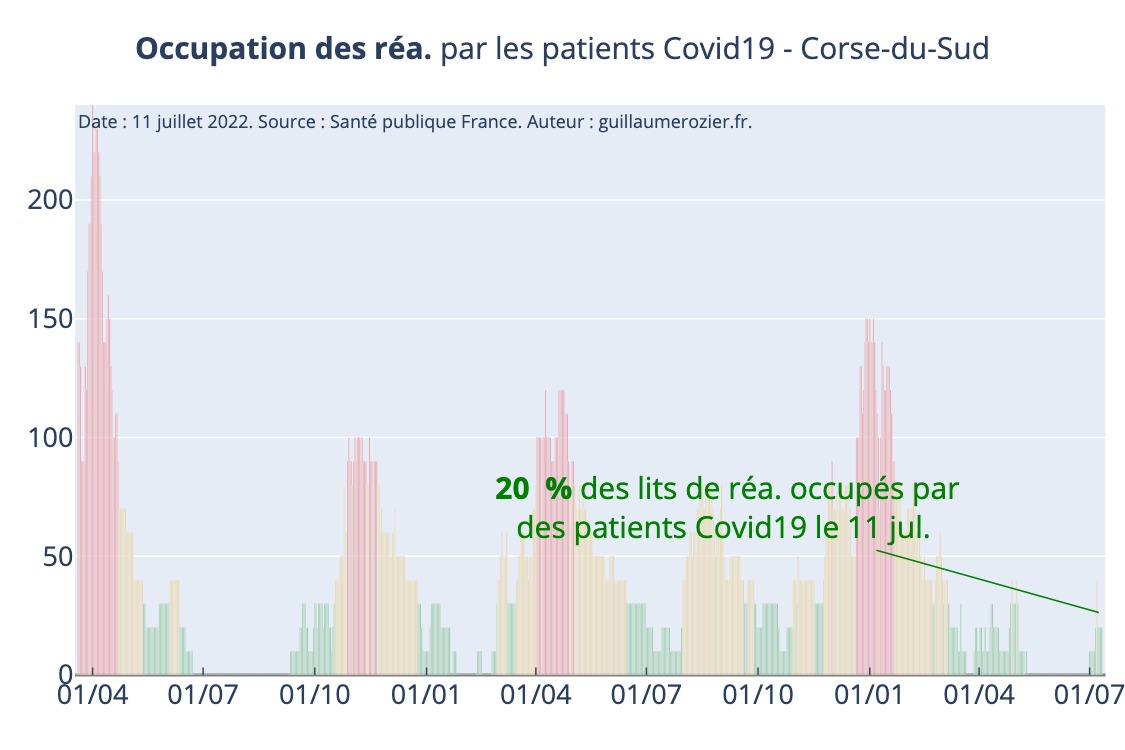 Occupation des réa. par les patients Covid19 - Corse-du-Sud
Date : 11 juillet 2022. Source : Santé publique France. Auteur : guillaumerozier.fr.
200
150
100
20 % des lits de réa. occupés par
des patients Covid19 le 11 jul.
50
0
01/04 01/07 01/10 01/01 01/04 01/07 01/10 01/01 01/04 01/07